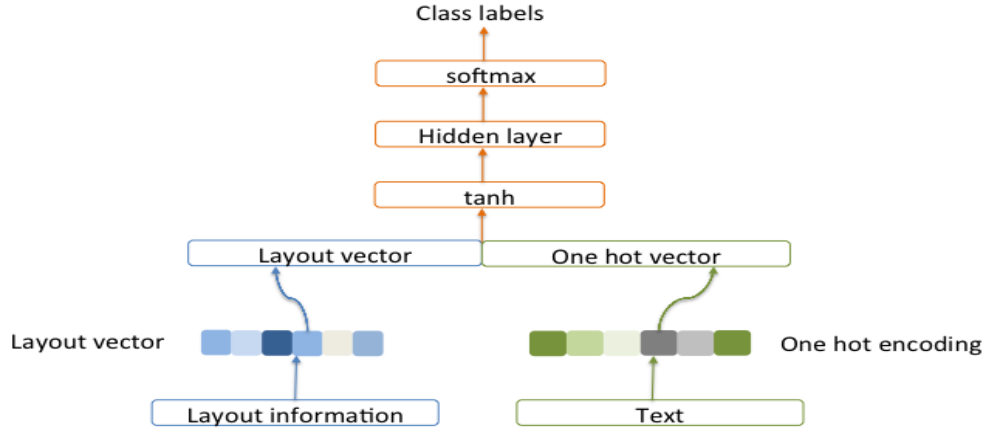 Class labels
softmax
Hidden layer
tanh
Layout vector
One hot vector
Layout vector
One hot encoding
Layout information
Text